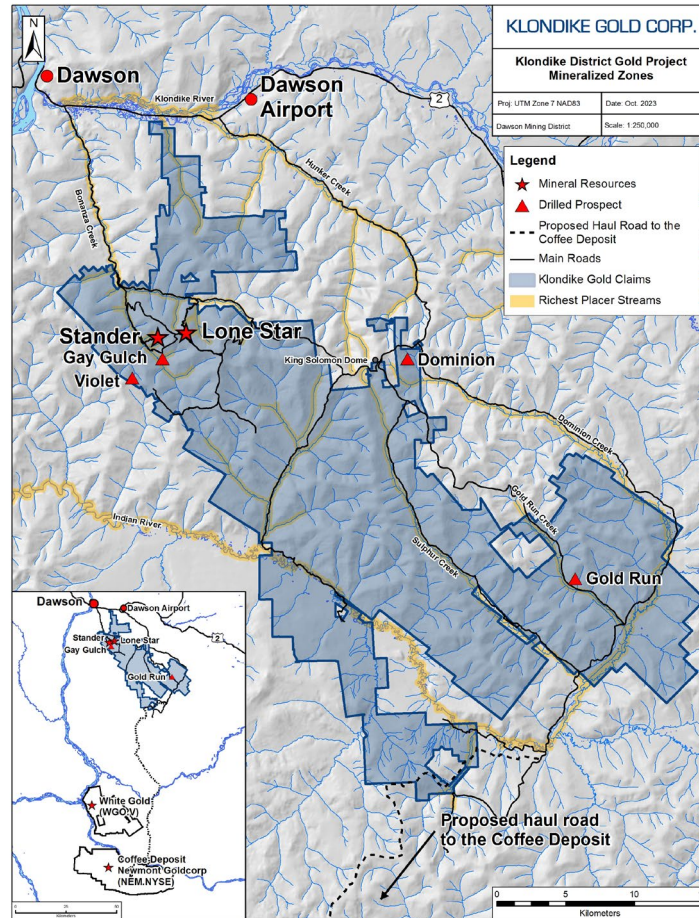 N
KLONDIKE GOLD CORP.
Klondike District Gold Project
Mineralized Zones
Proj: UTM Zone 7 NAD83
Date: Oct. 2023
Dawson Mining District
Scale: 1:250,000
Legend
Mineral Resources
Drilled Prospect
Proposed Haul Road to the
Coffee Deposit
Main Roads
Klondike Gold Claims
Richest Placer Streams
Dawson
Klondike River
Dawson
Airport
2
Hunker Creek
Bonanza Creek
Stander
Lone Star
Gay Gulch
Violet
King Solomon Dome
Dominion
Dominion Creek
Indian River
Gold Run Creek
Sulphur Creek
Gold Run
Proposed haul road
to the Coffee Deposit
0 5 10
Kilometers
Dawson
Dawson Airport
2
Stander
Lone Star
Gay Gulch
Gold Run
White Gold
(WGO.V)
Coffee Deposit
Newmont Goldcorp
(NEM.NYSE)
Kilometers